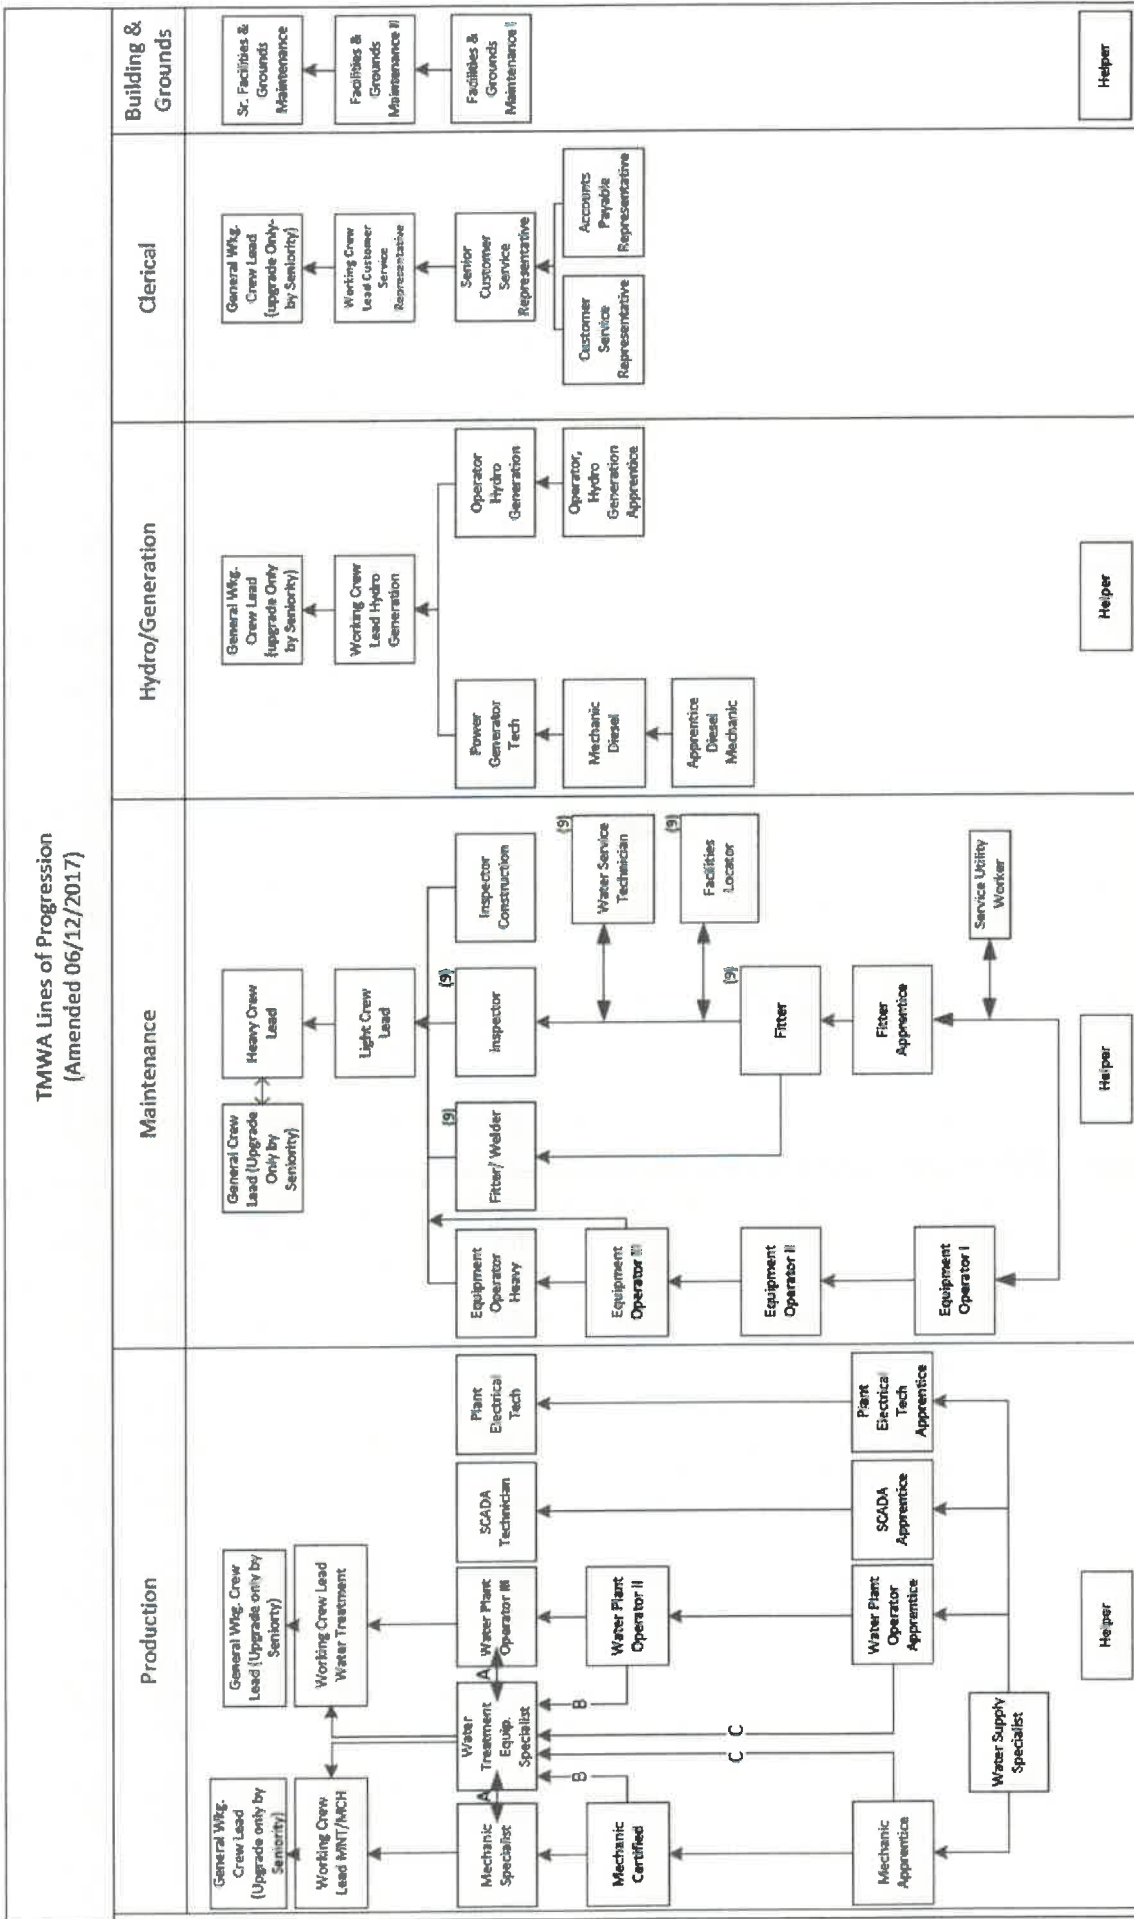 TMWA Lines of Progression
(Amended 06/12/2017)
Production
Maintenance
Hydro/Generation
Clerical
Building &
Grounds
General Wkg.
Crew Lead
(Upgrade only by
Seniority)
General Wkg. Crew
Lead (Upgrade only by
Seniorty)
Working Crew
Lead MNT/MCH
Working Crew Lead
Water Treatment
Mechanic
Specialist
A
Water
Treatment
Equip.
Specialist
A
Water Plant
Operator III
SCADA
Technician
Plant
Electrical
Tech
B
B
Mechanic
Certified
Water Plant
Operator II
C
C
Mechanic
Apprentice
Water Plant
Operator
Apprentice
SCADA
Apprentice
Plant
Electrical
Tech
Apprentice
Water Supply
Specialist
Helper
General Crew
Lead (Upgrade
Only by
Seniority)
Heavy Crew
Lead
Light Crew
Lead
Equipment
Operator
Heavy
Fitter/ Welder
(9)
Inspector
(9)
Inspector
Construction
Equipment
Operator III
Water Service
Technician
(9)
Facilities
Locator
(9)
Equipment
Operator II
Fitter
(9)
Equipment
Operator I
Fitter
Apprentice
Service Utility
Worker
Helper
General Wkg.
Crew Lead
(upgrade Only
by Seniority)
Working Crew
Lead Hydro
Generation
Power
Generator
Tech
Operator
Hydro
Generation
Mechanic
Diesel
Operator,
Hydro
Generation
Apprentice
Apprentice
Diesel
Mechanic
Helper
General Wkg.
Crew Lead
(upgrade Only-
by Seniority)
Working Crew
Lead Customer
Service
Representative
Senior
Customer
Service
Representative
Customer
Service
Representative
Accounts
Payable
Representative
Sr. Facilities &
Grounds
Maintenance
Facilities &
Grounds
Maintenance II
Facilities &
Grounds
Maintenance I
Helper